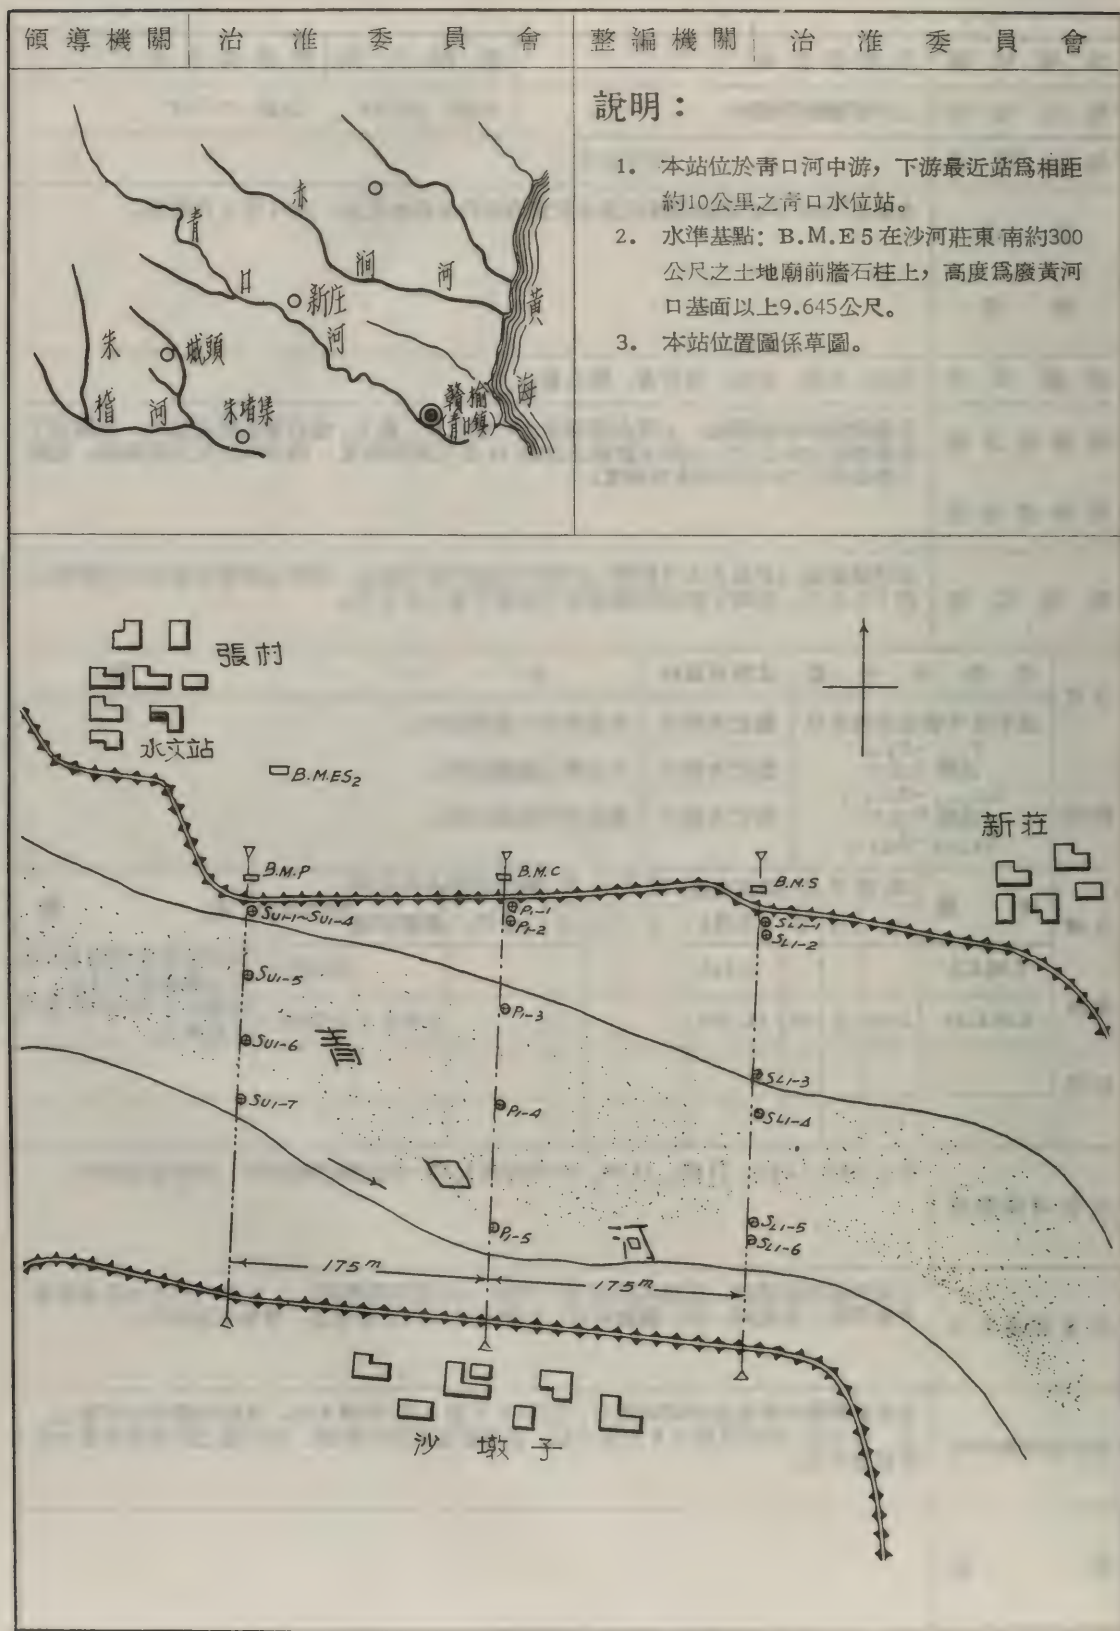 領導機關 治淮委員會 整編機關 治淮委員會
說明：
1. 本站位於青口河中游，下游最近站爲相距
約10公里之青口水位站。
2. 水準基點：B.M.E 5 在沙河莊東南約300
公尺之土地廟前牆石柱上，高度爲廢黃河
口基面以上9.645公尺。
3. 本站位置圖係草圖。
赤澗河
青口河
新庄
朱稽河
城頭
朱堵集
贛榆
(青口鎮)
黃海
張村
水文站
B.M.ES2
新莊
B.M.P
B.M.C
B.M.S
SU1-1~SU1-4
P1-1
P1-2
SL1-1
SL1-2
SU1-5
P1-3
SU1-6
青
SL1-3
SU1-7
P1-4
SL1-4
口
P1-5
河
SL1-5
SL1-6
175m
175m
沙墩子